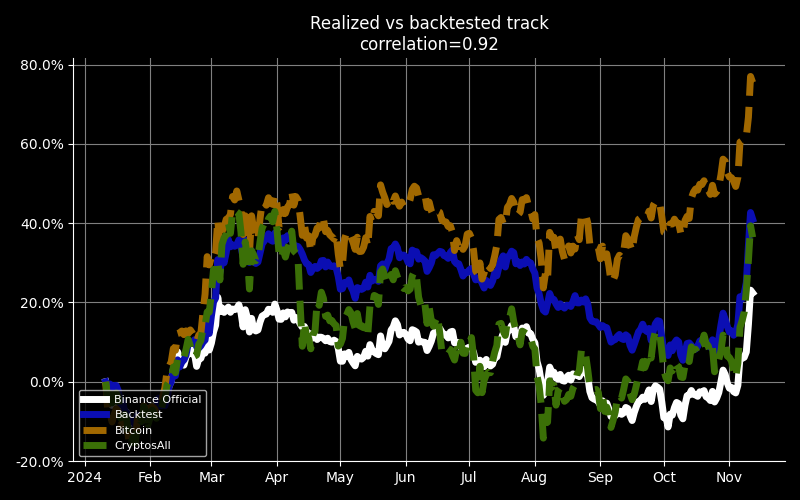 Realized vs backtested track
correlation=0.92
80.0%
60.0%
40.0%
20.0%
0.0%
-20.0%
Binance Official
Backtest
Bitcoin
CryptosAll
2024 Feb Mar Apr May Jun Jul Aug Sep Oct Nov